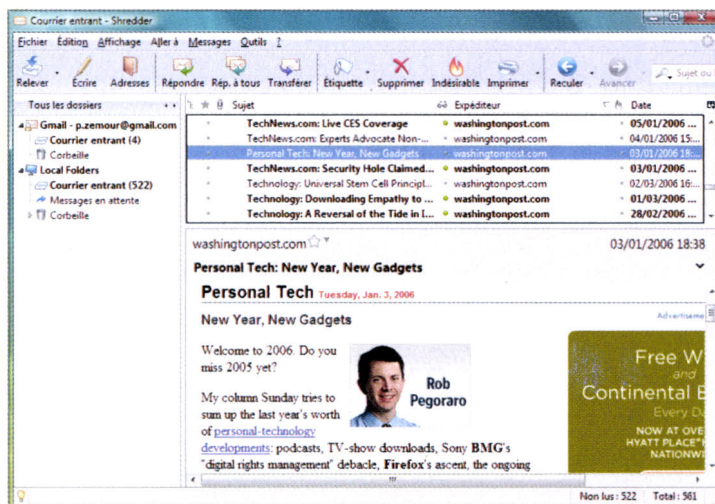 Courrier entrant - Shredder
Fichier Édition Affichage Aller à Messages Outils ?
Relever Écrire Adresses Répondre Rép. à tous Transférer Étiquette Supprimer Indésirable Imprimer Reculer Avancer Sujet ou
Tous les dossiers
Gmail - p.zemour@gmail.com
Courrier entrant (4)
Corbeille
Local Folders
Courrier entrant (522)
Messages en attente
Corbeille
Sujet Expéditeur Date
TechNews.com: Live CES Coverage washingtonpost.com 05/01/2006 ...
TechNews.com: Experts Advocate Non-... washingtonpost.com 04/01/2006 15:...
Personal Tech: New Year, New Gadgets washingtonpost.com 03/01/2006 18:...
TechNews.com: Security Hole Claimed... washingtonpost.com 03/01/2006 ...
Technology: Universal Stem Cell Principl... washingtonpost.com 02/03/2006 16:...
Technology: Downloading Empathy to ... washingtonpost.com 01/03/2006 ...
Technology: A Reversal of the Tide in I... washingtonpost.com 28/02/2006 ...
washingtonpost.com 03/01/2006 18:38
Personal Tech: New Year, New Gadgets
Personal Tech Tuesday, Jan. 3, 2006
New Year, New Gadgets
Advertiseme
Welcome to 2006. Do you
miss 2005 yet?
My column Sunday tries to
sum up the last year's worth
of personal-technology
developments: podcasts, TV-show downloads, Sony BMG's
"digital rights management" debacle, Firefox's ascent, the ongoing
Rob
Pegoraro
Free W
and
Continental B
Every Da
NOW AT OVE
HYATT PLACE
NATIONWI
Non lus : 522 Total : 561